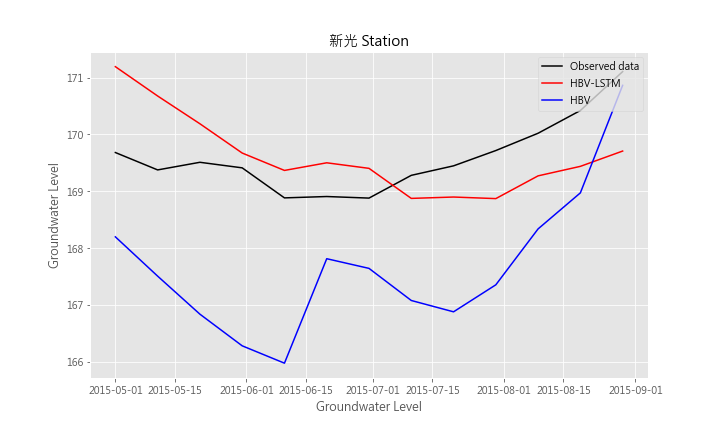 新光 Station
Observed data
HBV-LSTM
HBV
171
170
169
168
167
166
Groundwater Level
2015-05-01 2015-05-15 2015-06-01 2015-06-15 2015-07-01 2015-07-15 2015-08-01 2015-08-15 2015-09-01
Groundwater Level